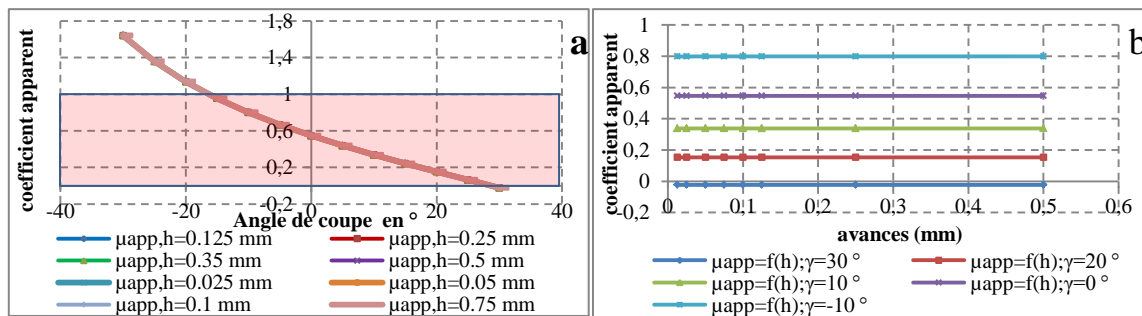 a
coefficient apparent
1,8
1,4
1
0,6
0,2
-0,2
-40
-20
0
20
40
Angle de coupe en °
µapp,h=0.125 mm
µapp,h=0.25 mm
µapp,h=0.35 mm
µapp,h=0.5 mm
µapp,h=0.025 mm
µapp,h=0.05 mm
µapp,h=0.1 mm
µapp,h=0.75 mm
b
coefficient apparent
1
0,8
0,6
0,4
0,2
0
-0,2
0
0,1
0,2
0,3
0,4
0,5
0,6
avances (mm)
µapp=f(h);γ=30 °
µapp=f(h);γ=20 °
µapp=f(h);γ=10 °
µapp=f(h);γ=0 °
µapp=f(h);γ=-10 °